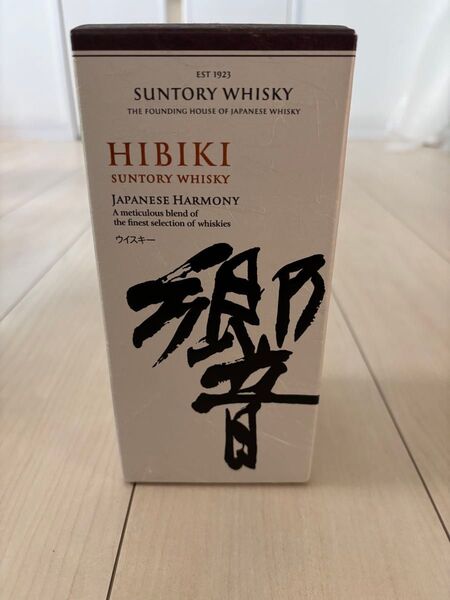 EST 1923
SUNTORY WHISKY
THE FOUNDING HOUSE OF JAPANESE WHISKY
HIBIKI
SUNTORY WHISKY
JAPANESE HARMONY
A meticulous blend of
the finest selection of whiskies
ウイスキー
響